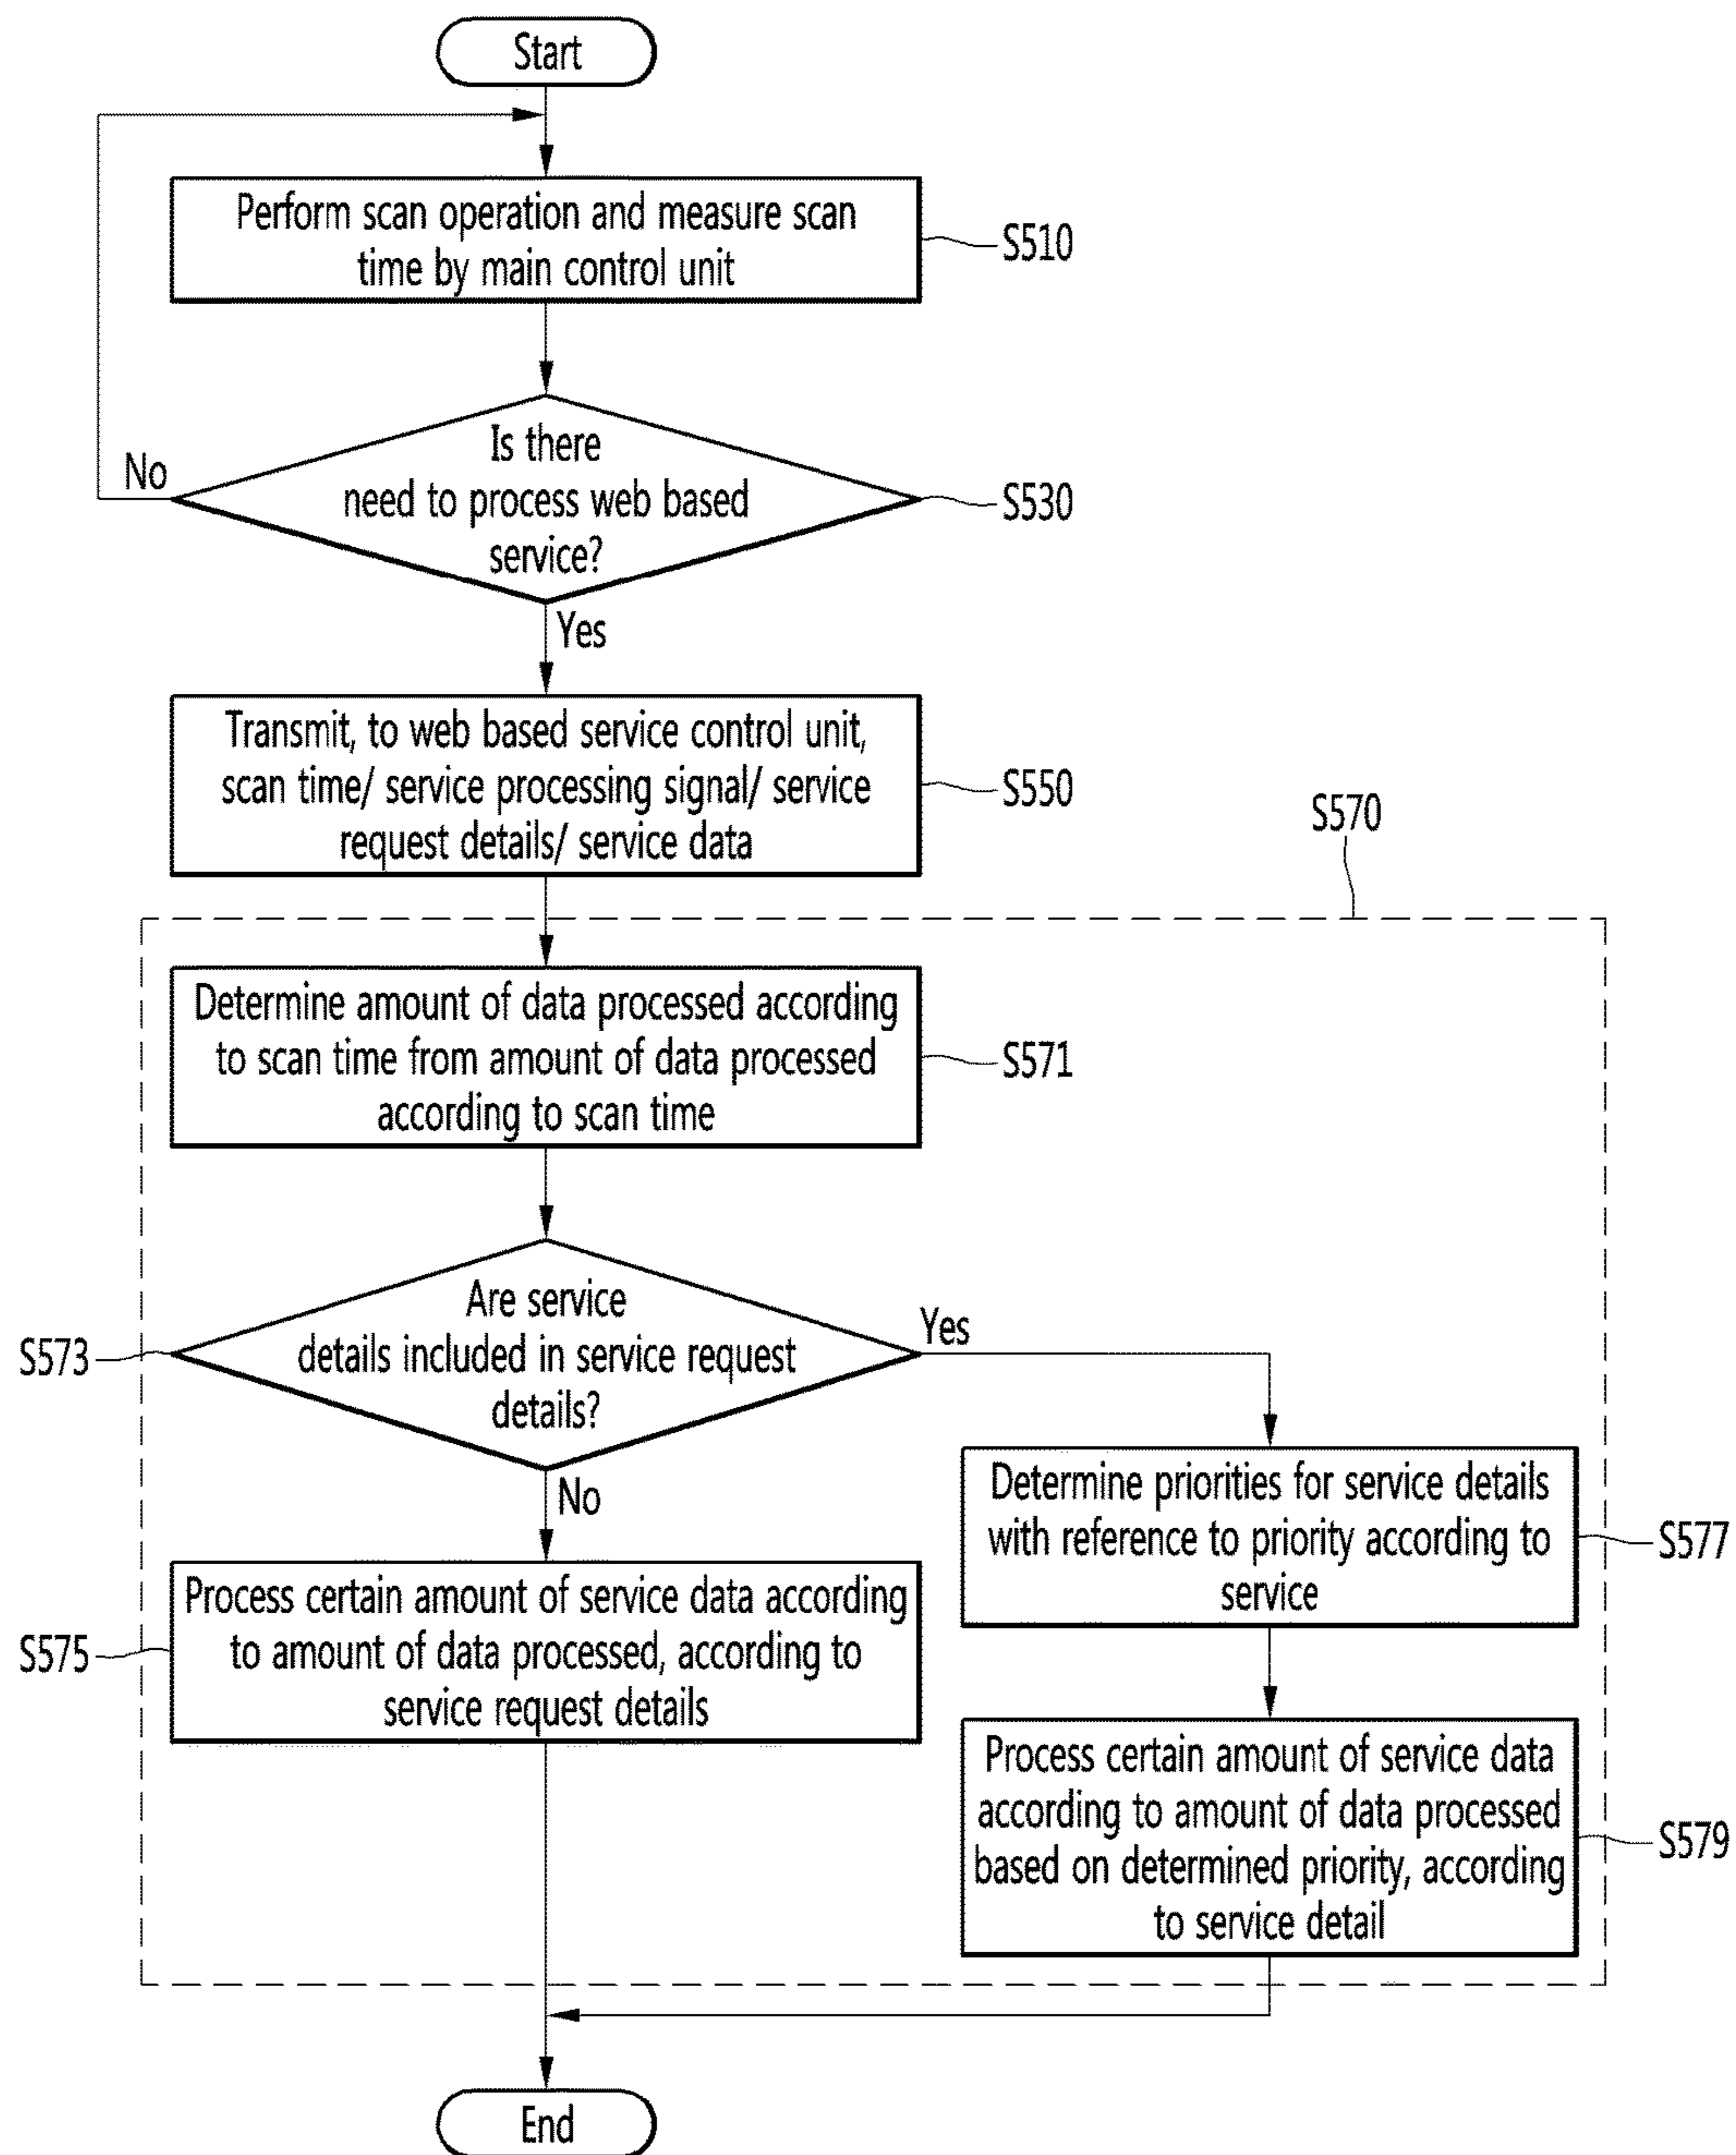 Start
Perform scan operation and measure scan
time by main control unit
S510
Is there
need to process web based
service?
No
S530
Yes
Transmit, to web based service control unit,
scan time/ service processing signal/ service
request details/ service data
S550
S570
Determine amount of data processed according
to scan time from amount of data processed
according to scan time
S571
Are service
details included in service request
details?
S573
Yes
No
Determine priorities for service details
with reference to priority according to
service
S577
Process certain amount of service data according
to amount of data processed, according to
service request details
S575
Process certain amount of service data
according to amount of data processed
based on determined priority, according
to service detail
S579
End